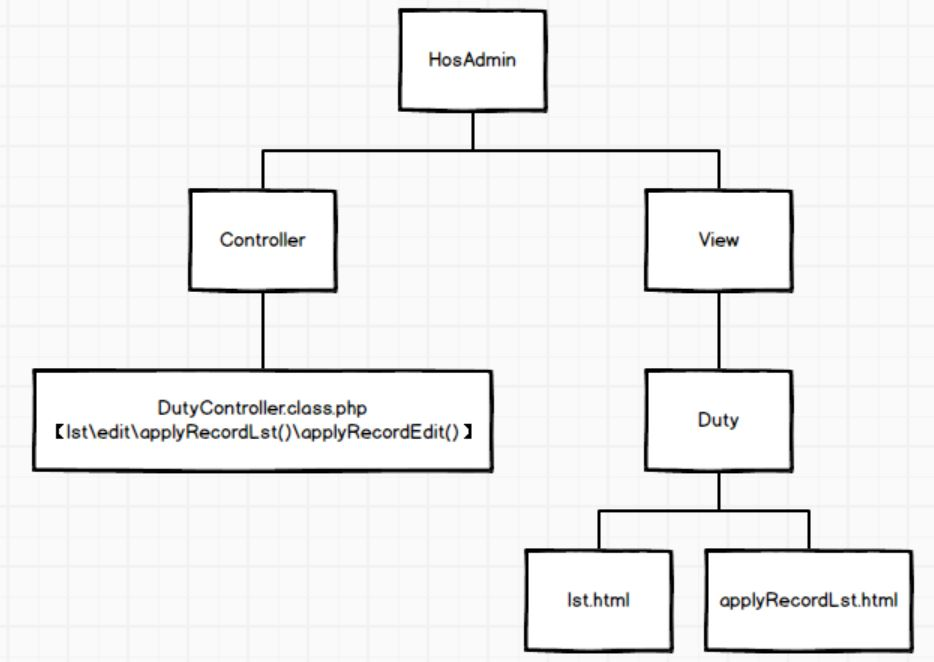 HosAdmin
Controller
View
DutyController.class.php
【lst\edit\applyRecordLst()\applyRecordEdit()】
Duty
lst.html
applyRecordLst.html